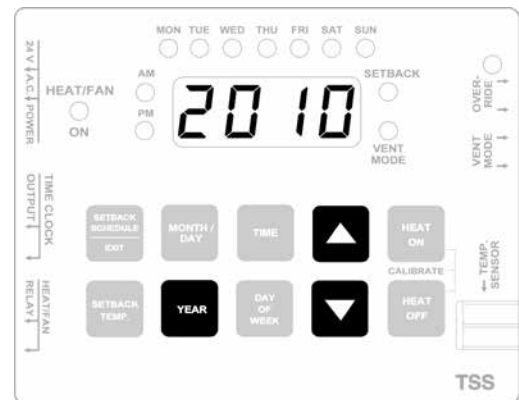 MON TUE WED THU FRI SAT SUN
24 V A.C. POWER
HEAT/FAN
ON
AM
PM
2010
SETBACK
VENT
MODE
OVER-
RIDE
VENT
MODE
TIME CLOCK
OUTPUT
SETBACK
SCHEDULE
EXIT
MONTH /
DAY
TIME
HEAT
ON
CALIBRATE
HEAT/FAN
RELAY
SETBACK
TEMP.
YEAR
DAY
OF
WEEK
HEAT
OFF
TEMP.
SENSOR
TSS